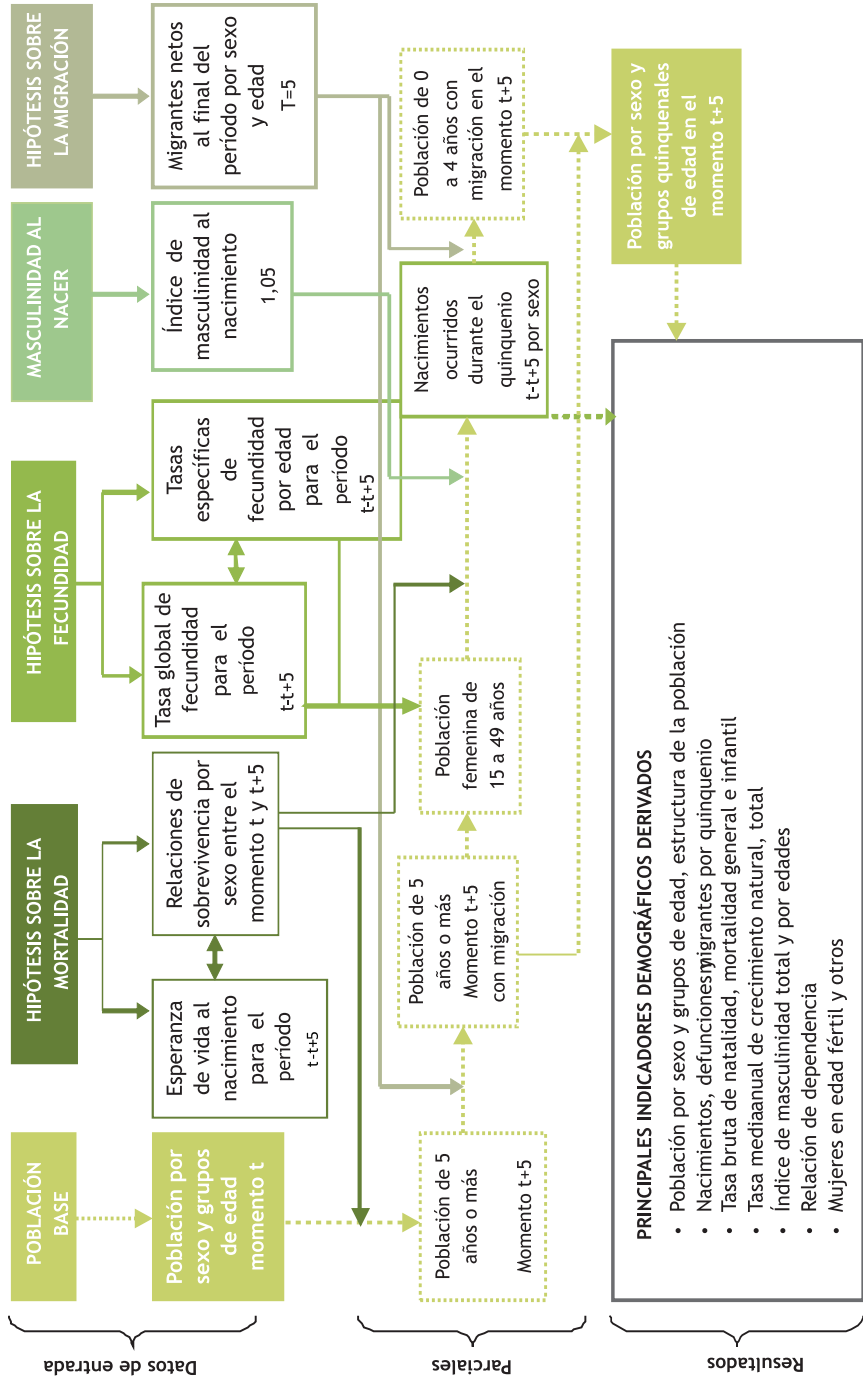 Datos de entrada
POBLACIÓN
BASE
HIPÓTESIS SOBRE LA
MORTALIDAD
HIPÓTESIS SOBRE LA
FECUNDIDAD
MASCULINIDAD AL
NACER
HIPÓTESIS SOBRE
LA MIGRACIÓN
Población por
sexo y grupos
de edad
momento t
Esperanza
de vida al
nacimiento
para el
período
t-t+5
Relaciones de
sobrevivencia por
sexo entre el
momento t y t+5
Tasa global de
fecundidad
para el
período
t-t+5
Tasas
específicas
de
fecundidad
por edad
para el
período
t-t+5
Índice de
masculinidad al
nacimiento
1,05
Migrantes netos
al final del
período por sexo
y edad
T=5
Parciales
Población de 5
años o más
Momento t+5
Población de 5
años o más
Momento t+5
con migración
Población
femenina de
15 a 49 años
Nacimientos
ocurridos
durante el
quinquenio
t-t+5 por sexo
Población de 0
a 4 años con
migración en el
momento t+5
Resultados
PRINCIPALES INDICADORES DEMOGRÁFICOS DERIVADOS
• Población por sexo y grupos de edad, estructura de la población
• Nacimientos, defunciones y migrantes por quinquenio
• Tasa bruta de natalidad, mortalidad general e infantil
• Tasa mediaanual de crecimiento natural, total
• Índice de masculinidad total y por edades
• Relación de dependencia
• Mujeres en edad fértil y otros
Población por sexo y
grupos quinquenales
de edad en el
momento t+5